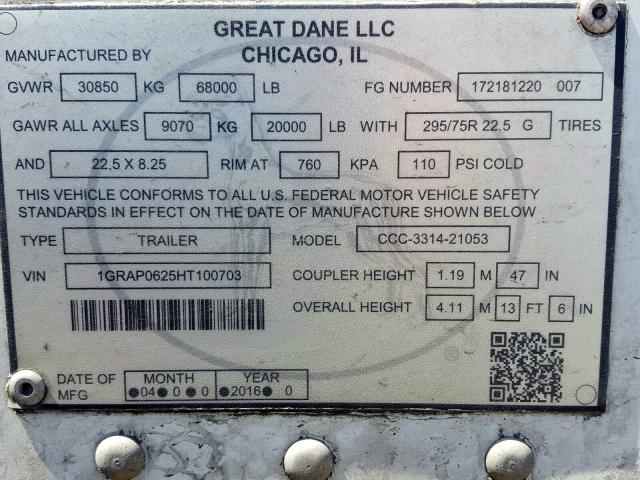 GREAT DANE LLC
MANUFACTURED BY CHICAGO, IL
GVWR 30850 KG 68000 LB FG NUMBER 172181220 007
GAWR ALL AXLES 9070 KG 20000 LB WITH 295/75R 22.5 G TIRES
AND 22.5 X 8.25 RIM AT 760 KPA 110 PSI COLD
THIS VEHICLE CONFORMS TO ALL U.S. FEDERAL MOTOR VEHICLE SAFETY
STANDARDS IN EFFECT ON THE DATE OF MANUFACTURE SHOWN BELOW
TYPE TRAILER MODEL CCC-3314-21053
VIN 1GRAP0625HT100703 COUPLER HEIGHT 1.19 M 47 IN
OVERALL HEIGHT 4.11 M 13 FT 6 IN
®
DATE OF MFG MONTH YEAR
●04●0●0 ●2016●0